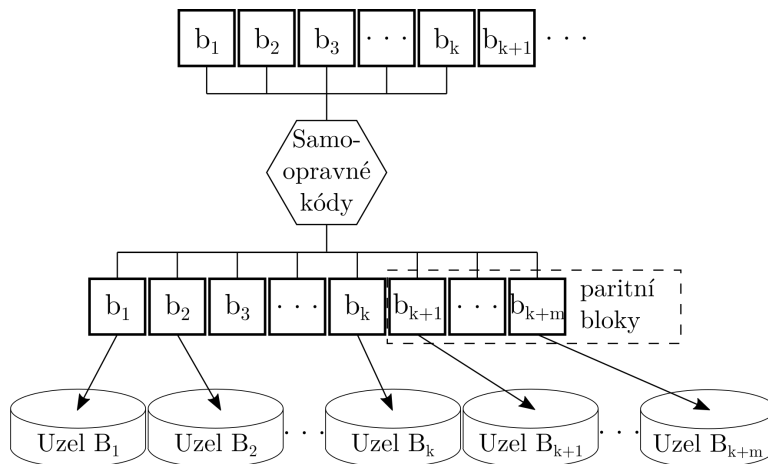 b₁ b₂ b₃ · · · bₖ bₖ₊₁ · · ·
Samo-
opravné
kódy
b₁ b₂ b₃ · · · bₖ bₖ₊₁ · · · bₖ₊ₘ
paritní
bloky
Uzel B₁ Uzel B₂ · · · Uzel Bₖ Uzel Bₖ₊₁ · · · Uzel Bₖ₊ₘ